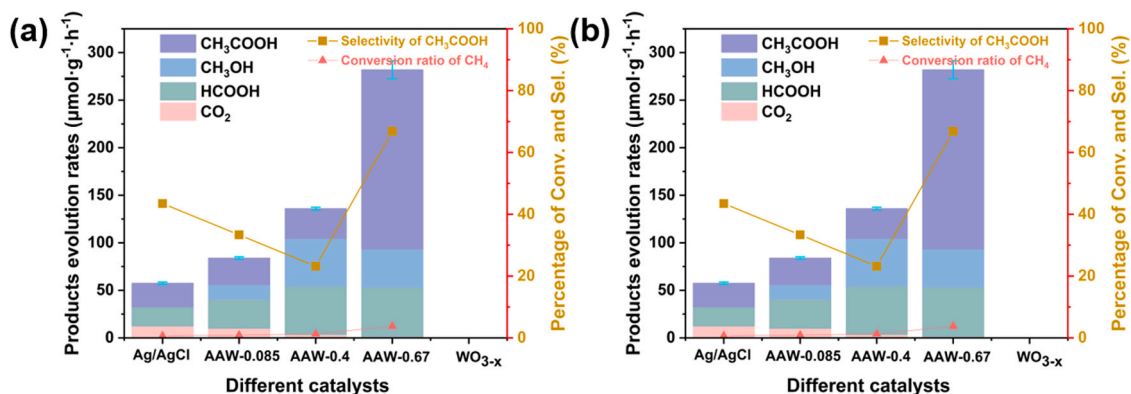 (a)
Products evolution rates (μmol·g⁻¹·h⁻¹)
300
250
200
150
100
50
0
CH₃COOH
CH₃OH
HCOOH
CO₂
Selectivity of CH₃COOH
Conversion ratio of CH₄
100
80
60
40
20
0
Percentage of Conv. and Sel. (%)
Ag/AgCl AAW-0.085 AAW-0.4 AAW-0.67 WO₃₋ₓ
Different catalysts
(b)
Products evolution rates (μmol·g⁻¹·h⁻¹)
300
250
200
150
100
50
0
CH₃COOH
CH₃OH
HCOOH
CO₂
Selectivity of CH₃COOH
Conversion ratio of CH₄
100
80
60
40
20
0
Percentage of Conv. and Sel. (%)
Ag/AgCl AAW-0.085 AAW-0.4 AAW-0.67 WO₃₋ₓ
Different catalysts